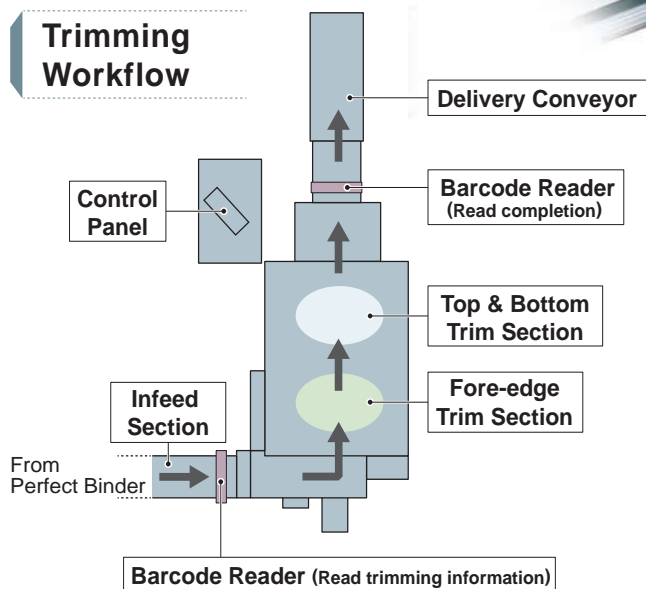 Trimming
Workflow
Delivery Conveyor
Control
Panel
Barcode Reader
(Read completion)
Top & Bottom
Trim Section
Infeed
Section
Fore-edge
Trim Section
From
Perfect Binder
Barcode Reader (Read trimming information)